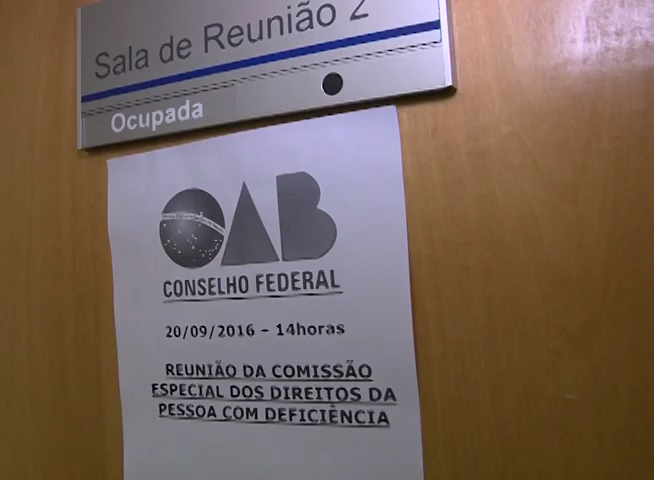 Sala de Reunião 2
Ocupada
OAB
CONSELHO FEDERAL
20/09/2016 - 14horas
REUNIÃO DA COMISSÃO
ESPECIAL DOS DIREITOS DA
PESSOA COM DEFICIÊNCIA